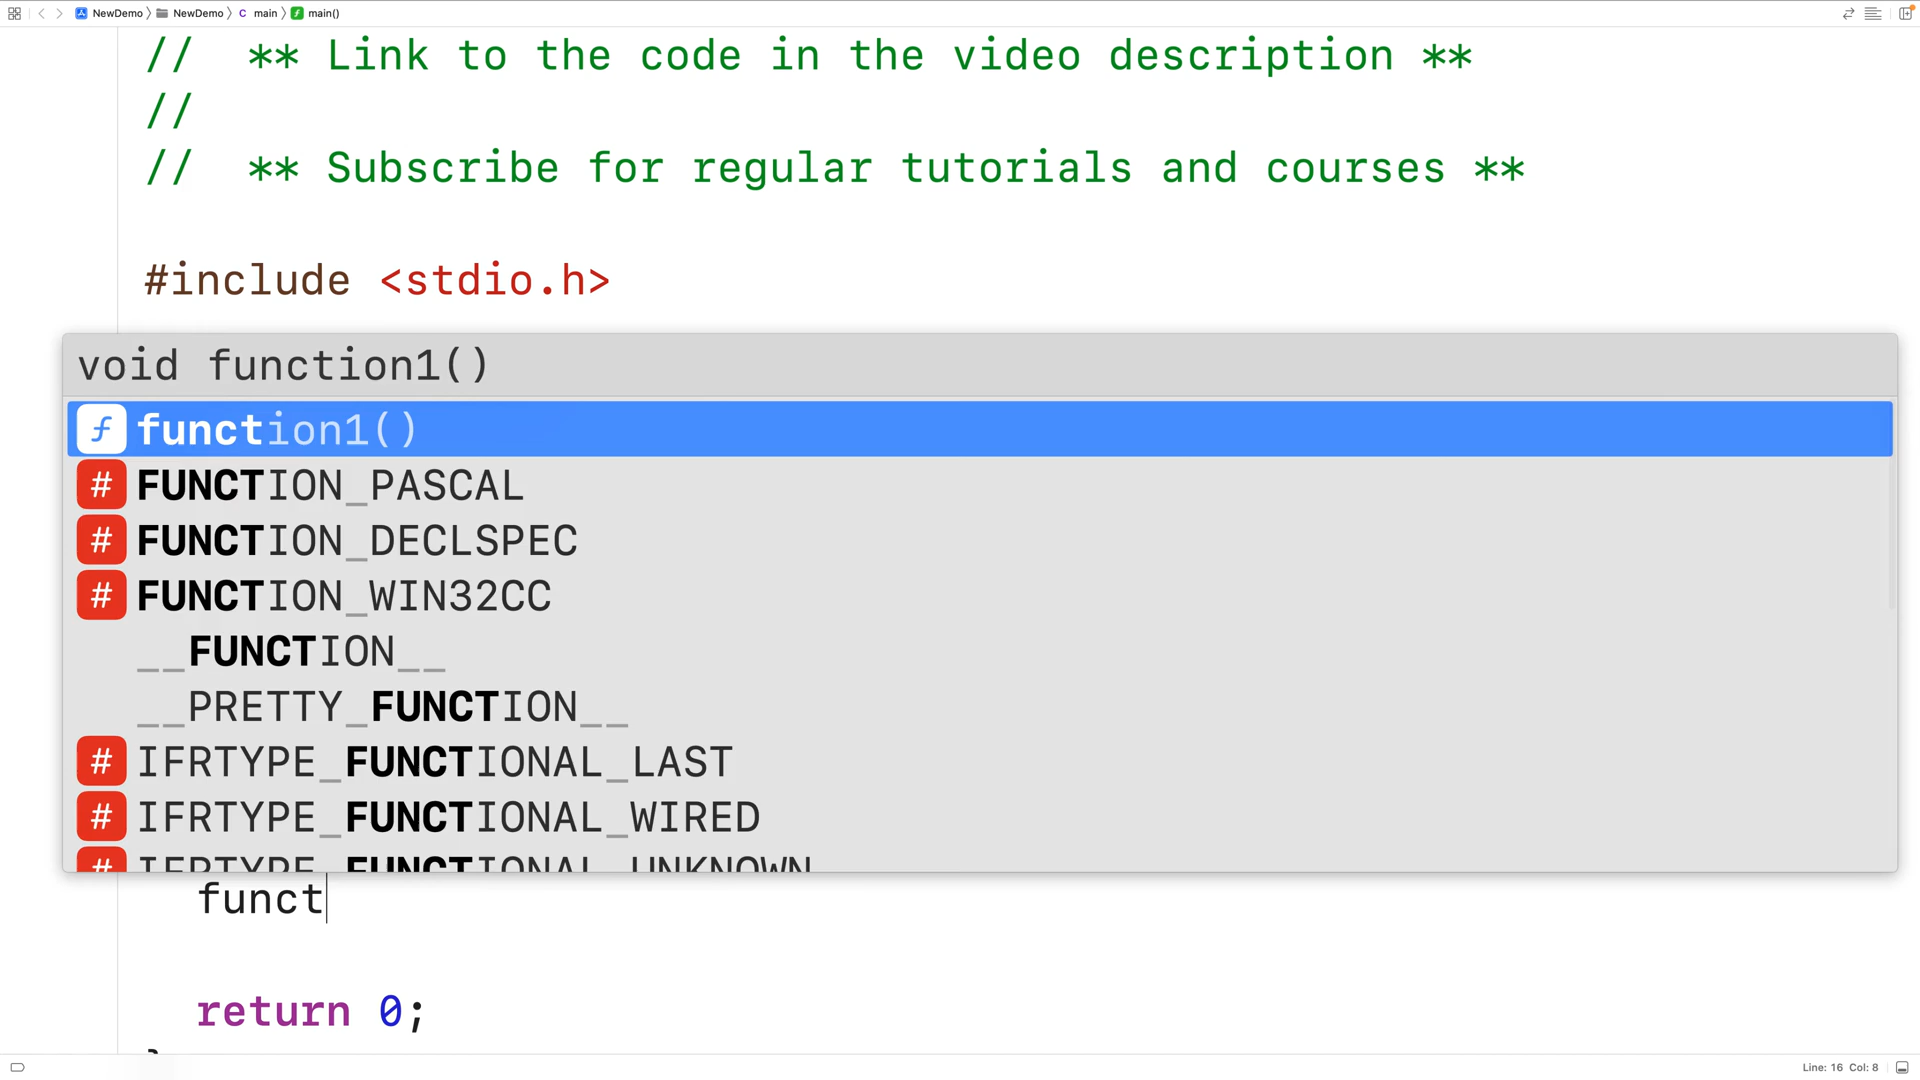 NewDemo NewDemo C main f main()
// ** Link to the code in the video description **
//
// ** Subscribe for regular tutorials and courses **
#include <stdio.h>
void function1()
f function1()
# FUNCTION_PASCAL
# FUNCTION_DECLSPEC
# FUNCTION_WIN32CC
__FUNCTION__
__PRETTY_FUNCTION__
# IFRTYPE_FUNCTIONAL_LAST
# IFRTYPE_FUNCTIONAL_WIRED
# IFRTYPE_FUNCTIONAL_UNKNOWN
funct
return 0;
}
Line: 16 Col: 8